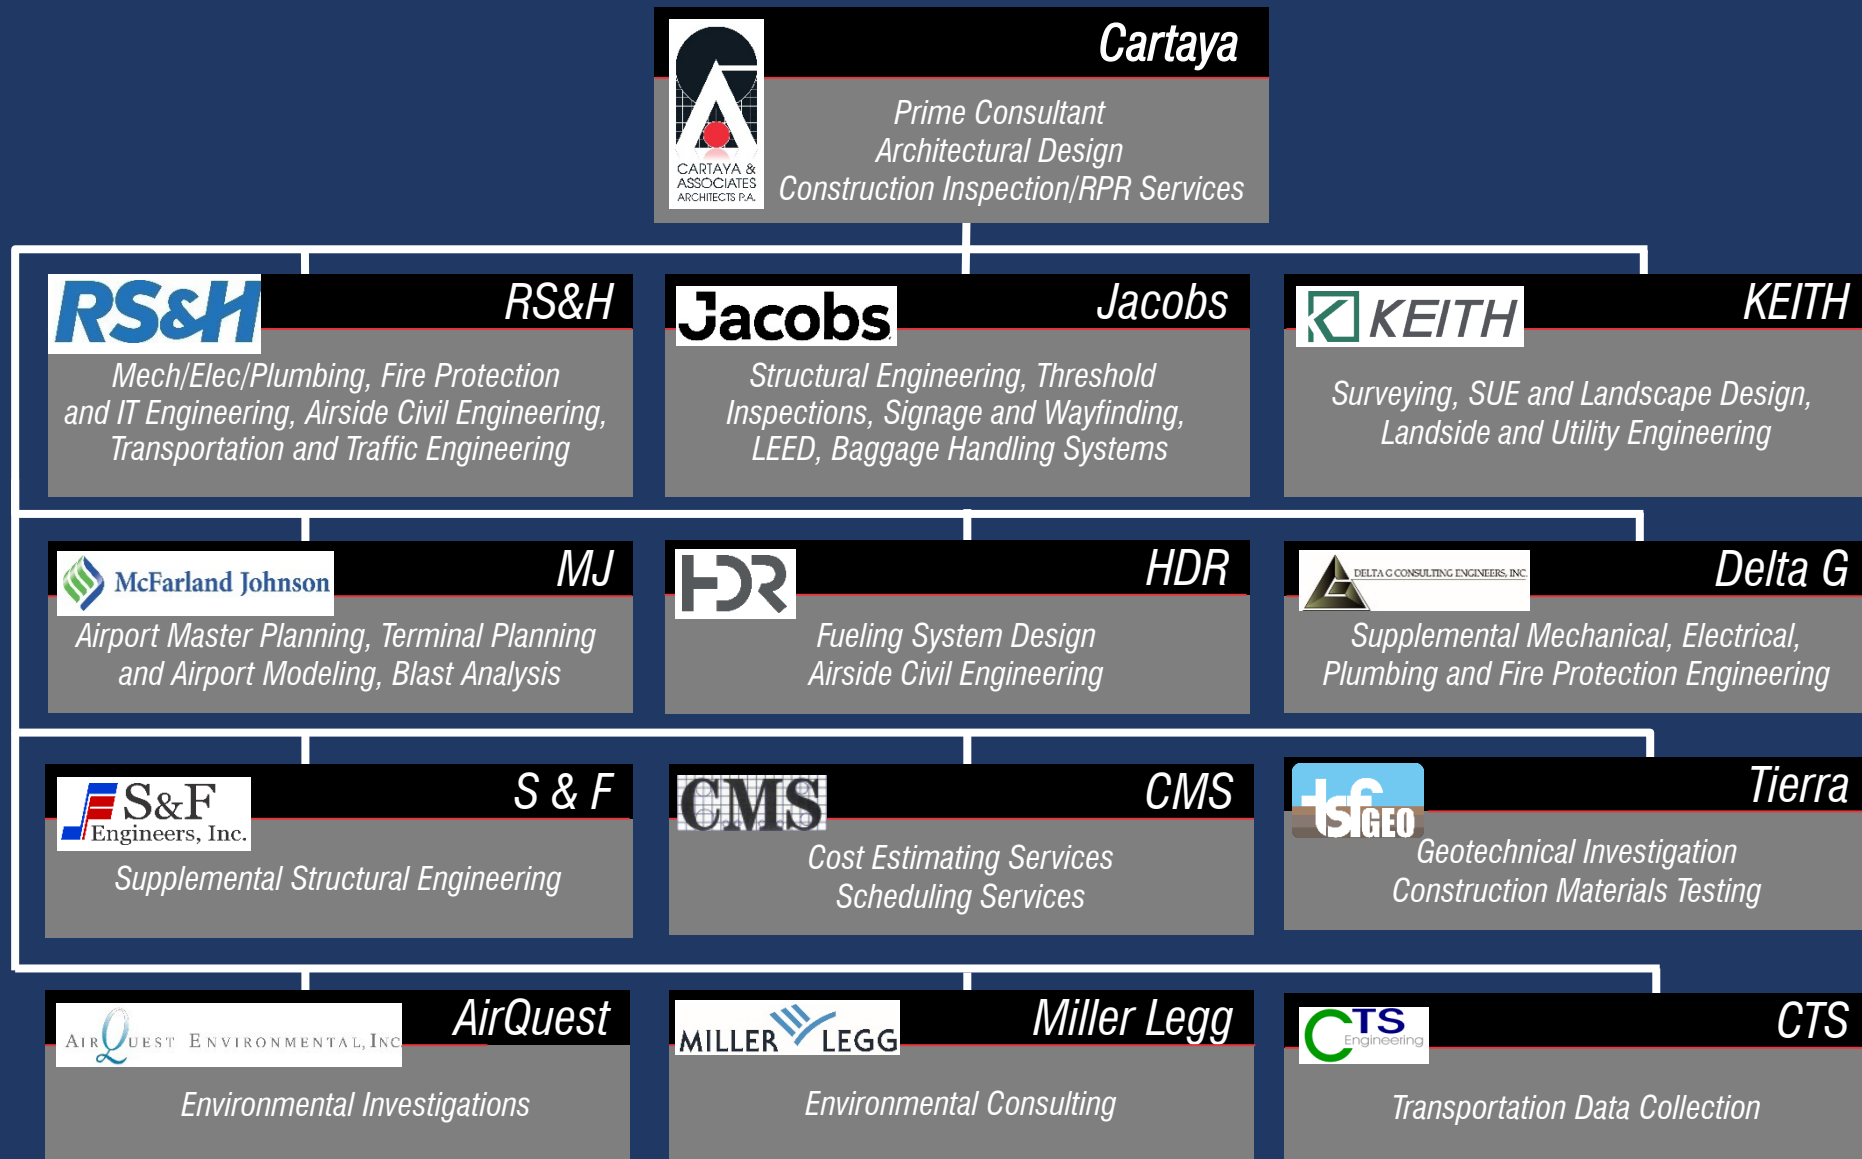 Cartaya
CARTAYA &
ASSOCIATES
ARCHITECTS P.A.
Prime Consultant
Architectural Design
Construction Inspection/RPR Services
RS&H
RS&H
Mech/Elec/Plumbing, Fire Protection
and IT Engineering, Airside Civil Engineering,
Transportation and Traffic Engineering
Jacobs
Jacobs
Structural Engineering, Threshold
Inspections, Signage and Wayfinding,
LEED, Baggage Handling Systems
KEITH
KEITH
Surveying, SUE and Landscape Design,
Landside and Utility Engineering
McFarland Johnson
MJ
Airport Master Planning, Terminal Planning
and Airport Modeling, Blast Analysis
HDR
HDR
Fueling System Design
Airside Civil Engineering
DELTA G CONSULTING ENGINEERS, INC.
Delta G
Supplemental Mechanical, Electrical,
Plumbing and Fire Protection Engineering
S&F
Engineers, Inc.
S & F
Supplemental Structural Engineering
CMS
CMS
Cost Estimating Services
Scheduling Services
tsf GEO
Tierra
Geotechnical Investigation
Construction Materials Testing
AIRQUEST ENVIRONMENTAL, INC
AirQuest
Environmental Investigations
MILLER LEGG
Miller Legg
Environmental Consulting
CTS
Engineering
CTS
Transportation Data Collection